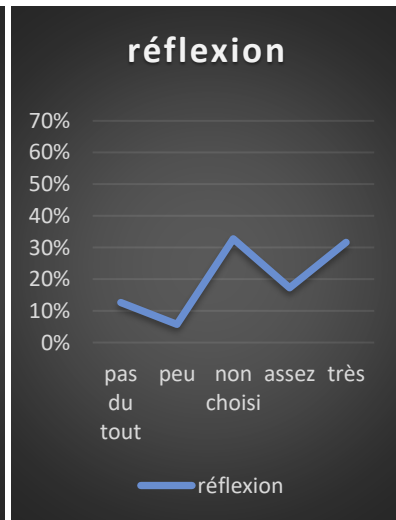 réflexion
70%
60%
50%
40%
30%
20%
10%
0%
pas du tout
peu
non choisi
assez
très
réflexion